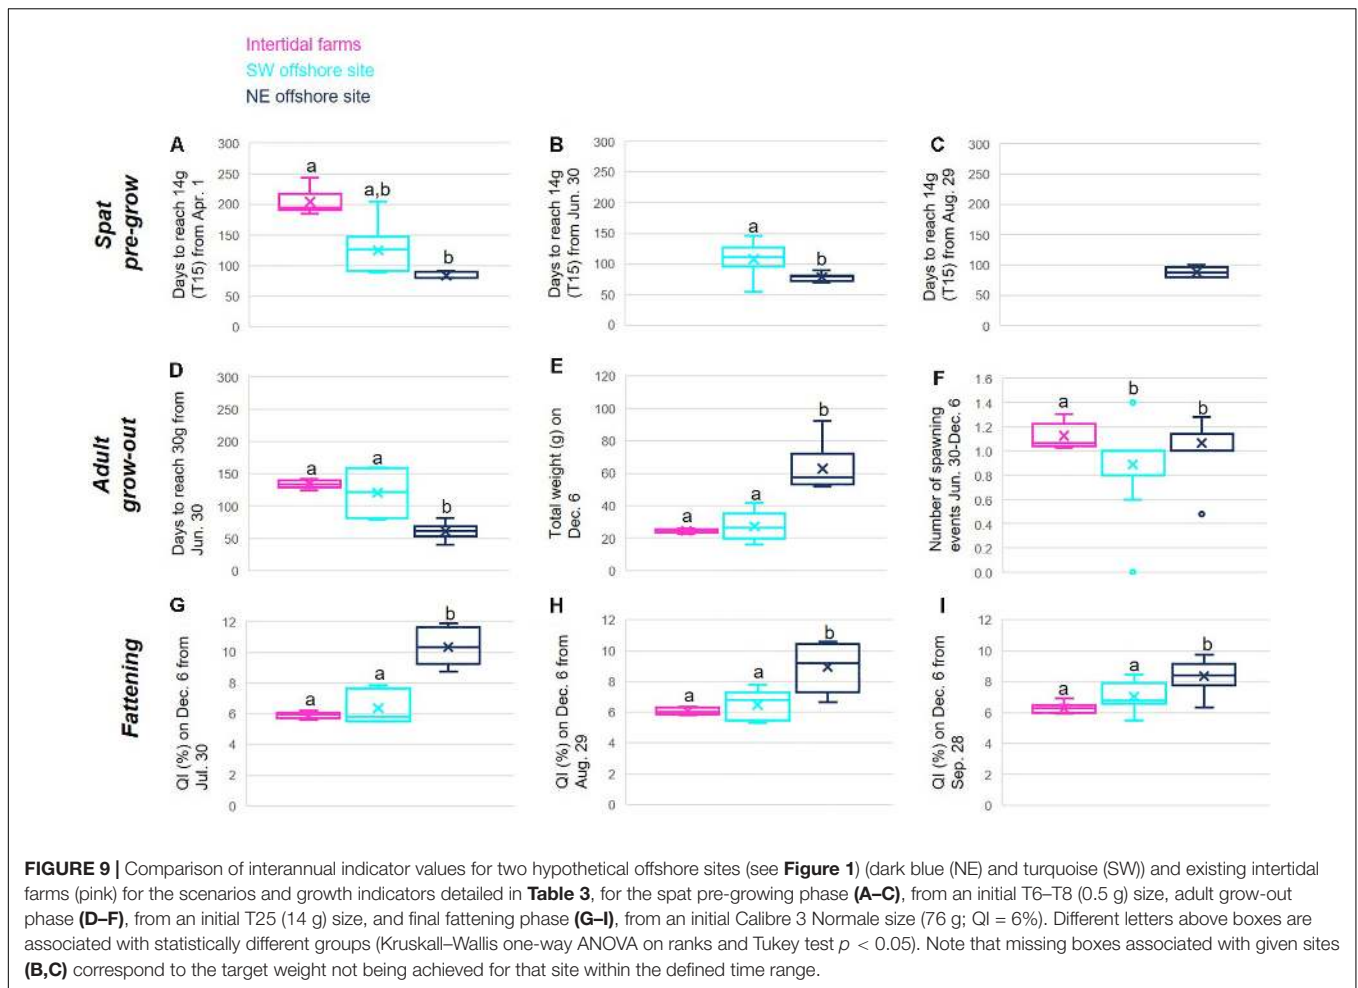 Intertidal farms
SW offshore site
NE offshore site
Spat
pre-grow
A
Days to reach 14g
(T15) from Apr. 1
300
250
200
150
100
50
0
a
a,b
b
B
Days to reach 14g
(T15) from Jun. 30
300
250
200
150
100
50
0
a
b
C
Days to reach 14g
(T15) from Aug. 29
300
250
200
150
100
50
0
Adult
grow-out
D
Days to reach 30g from
Jun. 30
300
250
200
150
100
50
0
a
a
b
E
Total weight (g) on
Dec. 6
120
100
80
60
40
20
0
a
a
b
F
Number of spawning
events Jun. 30-Dec. 6
1.6
1.4
1.2
1.0
0.8
0.6
0.4
0.2
0.0
a
b
b
Fattening
G
QI (%) on Dec. 6 from
Jul. 30
12
10
8
6
4
2
0
a
a
b
H
QI (%) on Dec. 6 from
Aug. 29
12
10
8
6
4
2
0
a
a
b
I
QI (%) on Dec. 6 from
Sep. 28
12
10
8
6
4
2
0
a
a
b
FIGURE 9 | Comparison of interannual indicator values for two hypothetical offshore sites (see Figure 1) (dark blue (NE) and turquoise (SW)) and existing intertidal
farms (pink) for the scenarios and growth indicators detailed in Table 3, for the spat pre-growing phase (A–C), from an initial T6–T8 (0.5 g) size, adult grow-out
phase (D–F), from an initial T25 (14 g) size, and final fattening phase (G–I), from an initial Calibre 3 Normale size (76 g; QI = 6%). Different letters above boxes are
associated with statistically different groups (Kruskall–Wallis one-way ANOVA on ranks and Tukey test p < 0.05). Note that missing boxes associated with given sites
(B,C) correspond to the target weight not being achieved for that site within the defined time range.